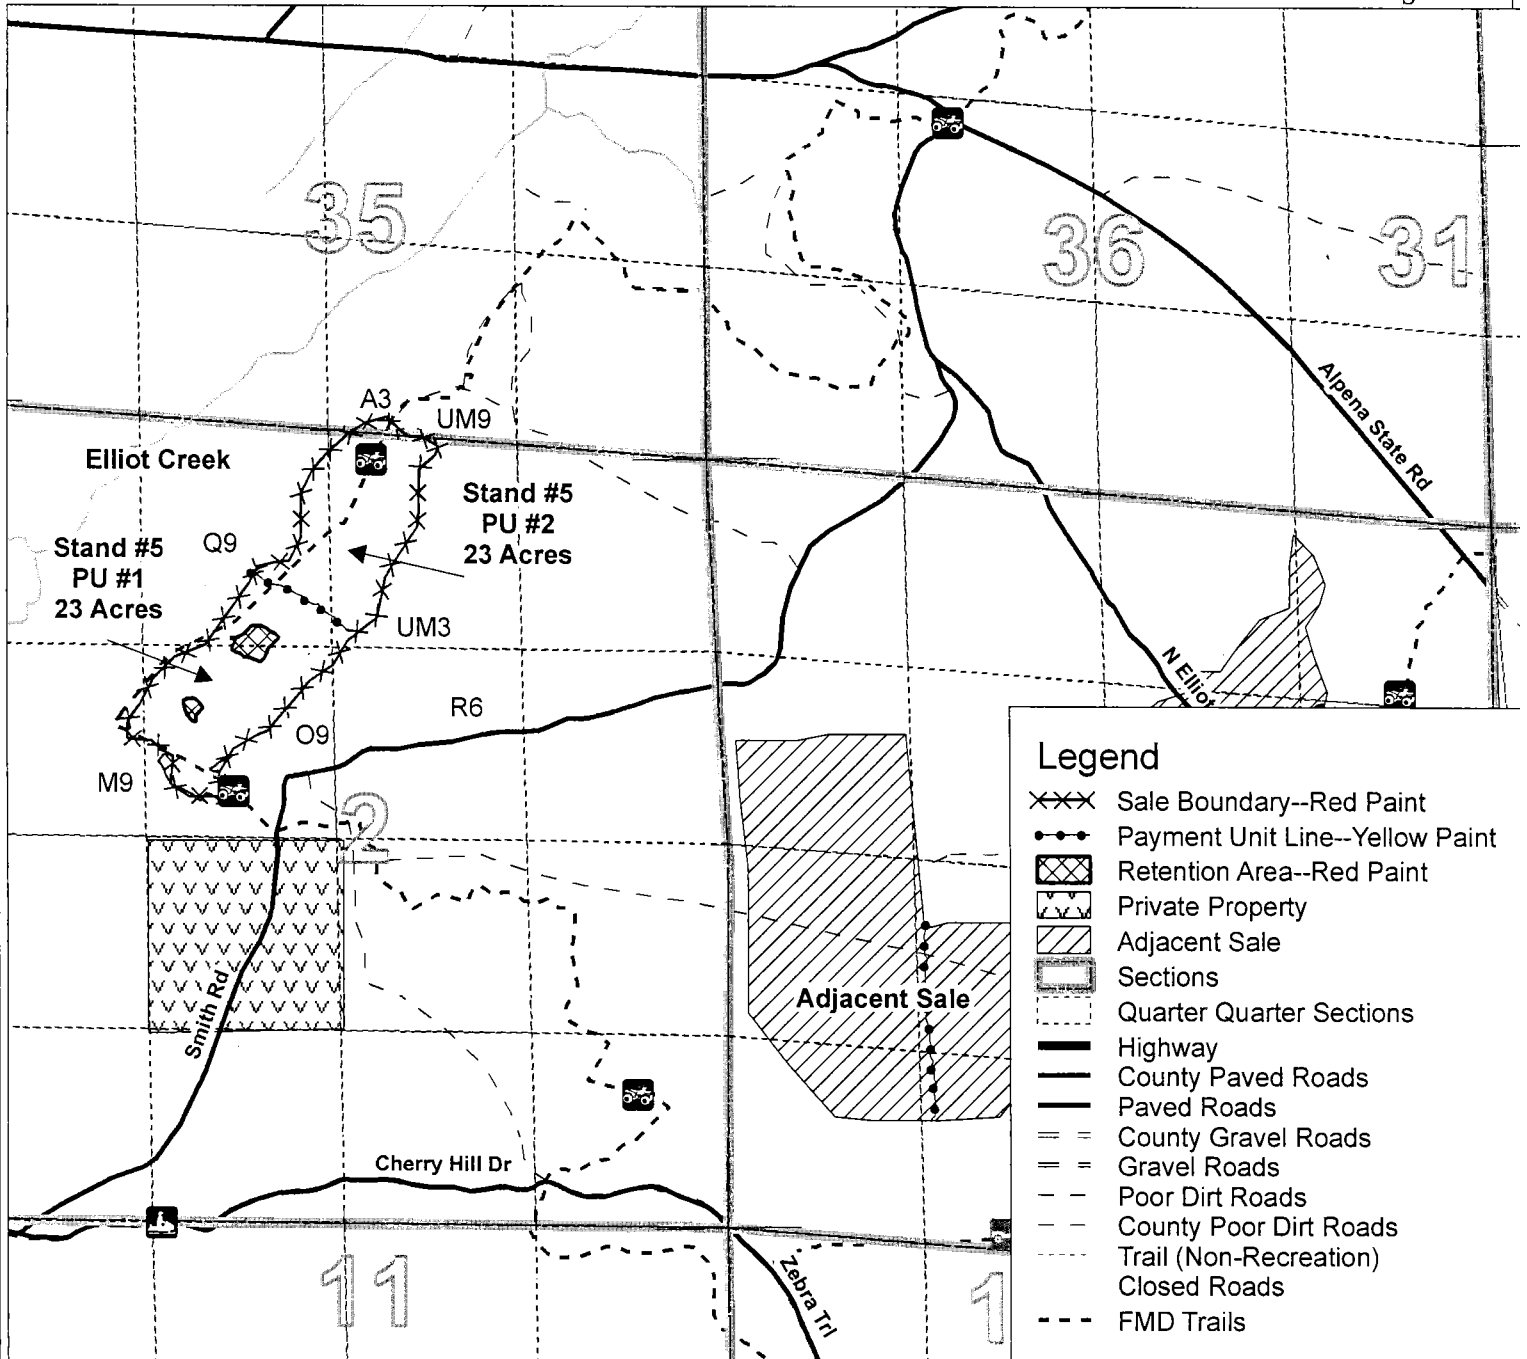 35
36
31
A3
UM9
Elliot Creek
Stand #5
PU #2
23 Acres
Alpena State Rd
Q9
Stand #5
PU #1
23 Acres
UM3
N Elliot
R6
O9
M9
2
Smith Rd
Adjacent Sale
Cherry Hill Dr
Zebra Trl
11
1
Legend
Sale Boundary--Red Paint
Payment Unit Line--Yellow Paint
Retention Area--Red Paint
Private Property
Adjacent Sale
Sections
Quarter Quarter Sections
Highway
County Paved Roads
Paved Roads
County Gravel Roads
Gravel Roads
Poor Dirt Roads
County Poor Dirt Roads
Trail (Non-Recreation)
Closed Roads
FMD Trails